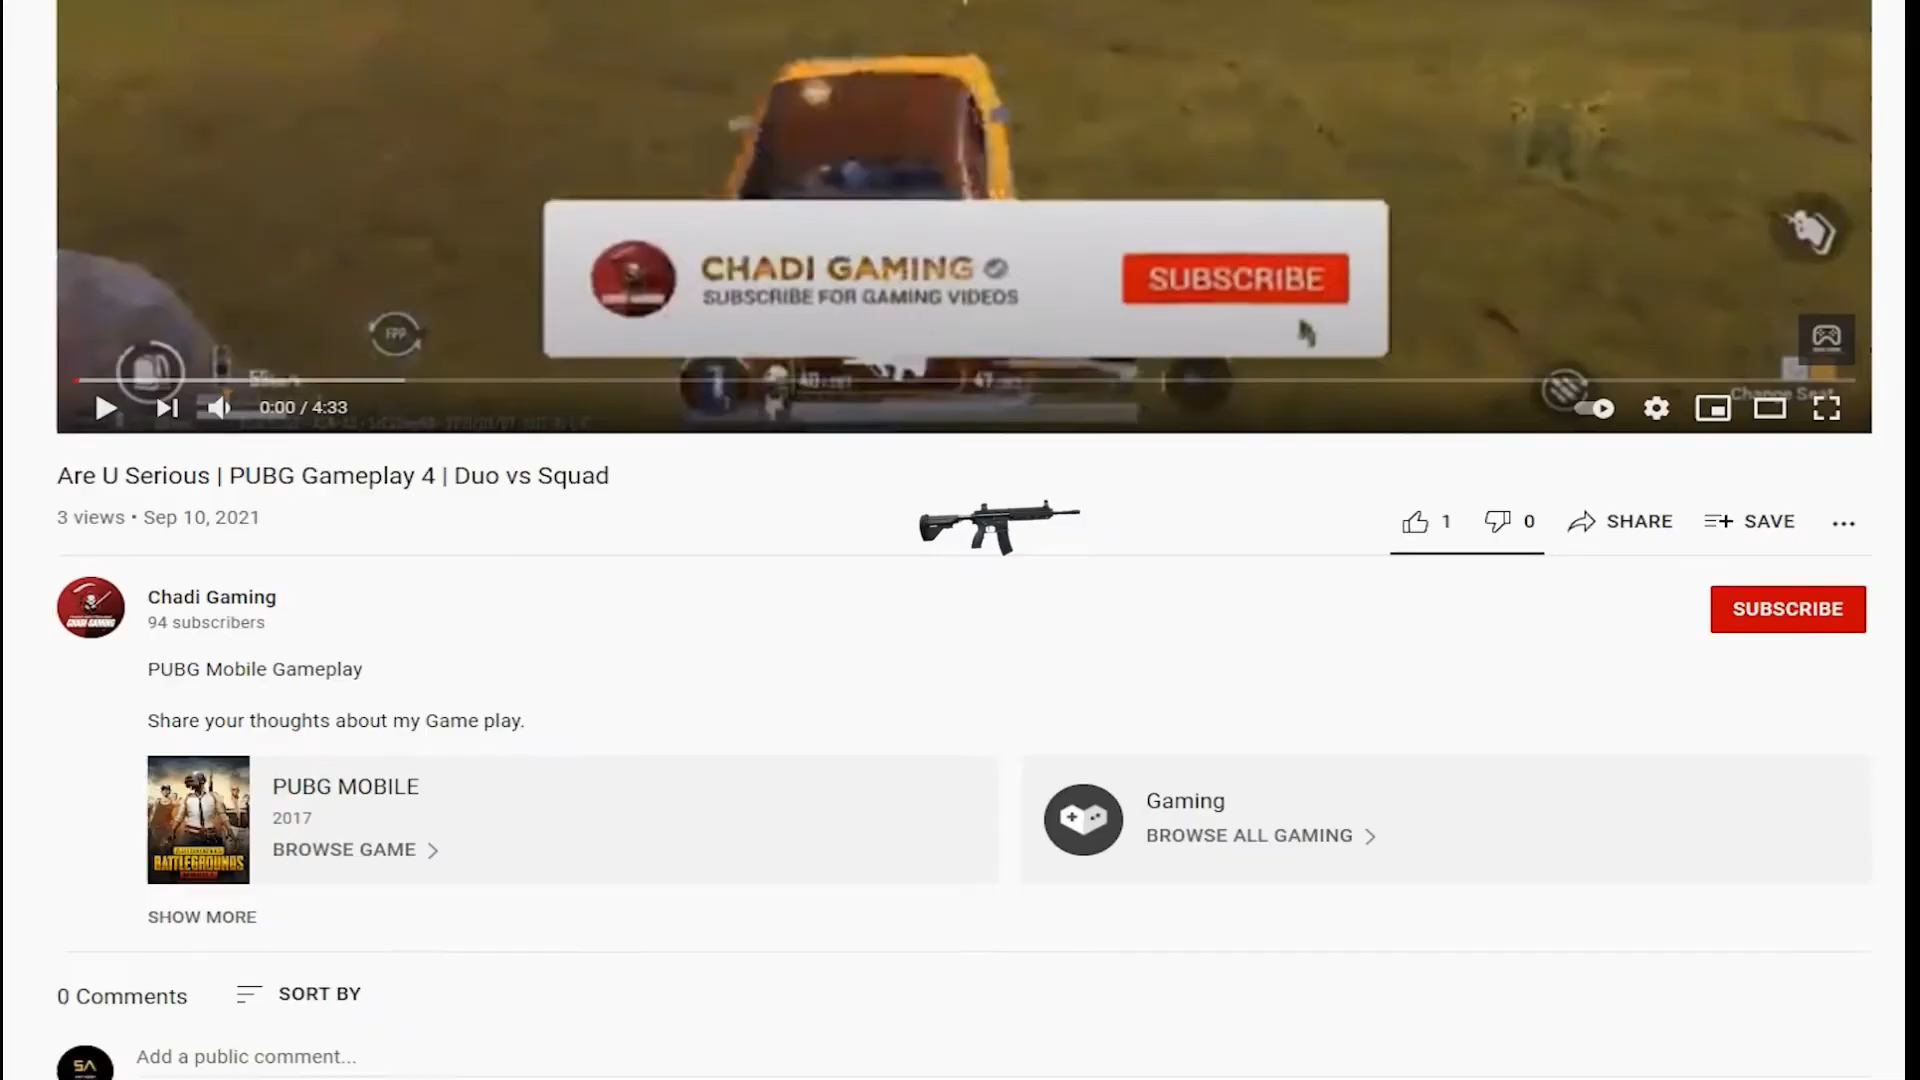 CHADI GAMING
SUBSCRIBE FOR GAMING VIDEOS
SUBSCRIBE
FPP
Change Seat
0:00 / 4:33
Are U Serious | PUBG Gameplay 4 | Duo vs Squad
3 views • Sep 10, 2021
1
0
SHARE
SAVE
Chadi Gaming
94 subscribers
SUBSCRIBE
PUBG Mobile Gameplay
Share your thoughts about my Game play.
PUBG MOBILE
2017
BROWSE GAME
BATTLEGROUNDS
Gaming
BROWSE ALL GAMING
SHOW MORE
0 Comments
SORT BY
SA
Add a public comment...